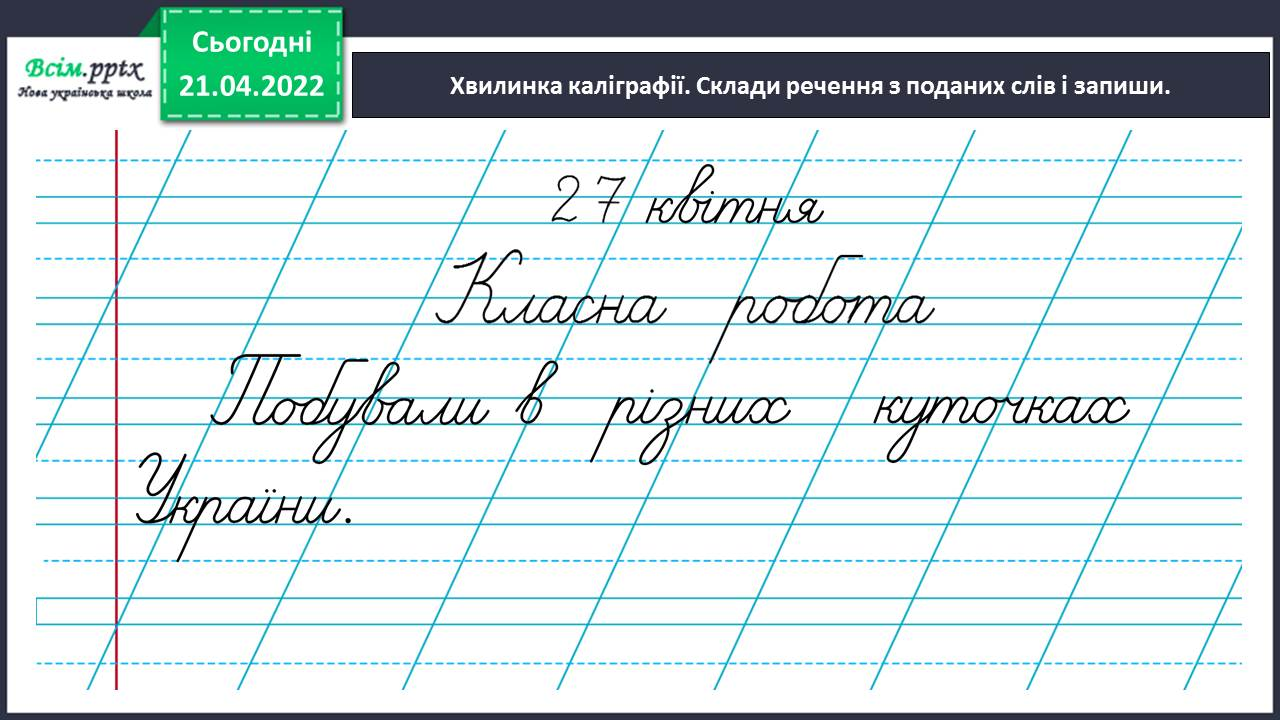 Всім.pptx
Нова українська школа
Сьогодні
21.04.2022
Хвилинка каліграфії. Склади речення з поданих слів і запиши.
27 квітня
Класна робота
Побували в різних куточках
України.